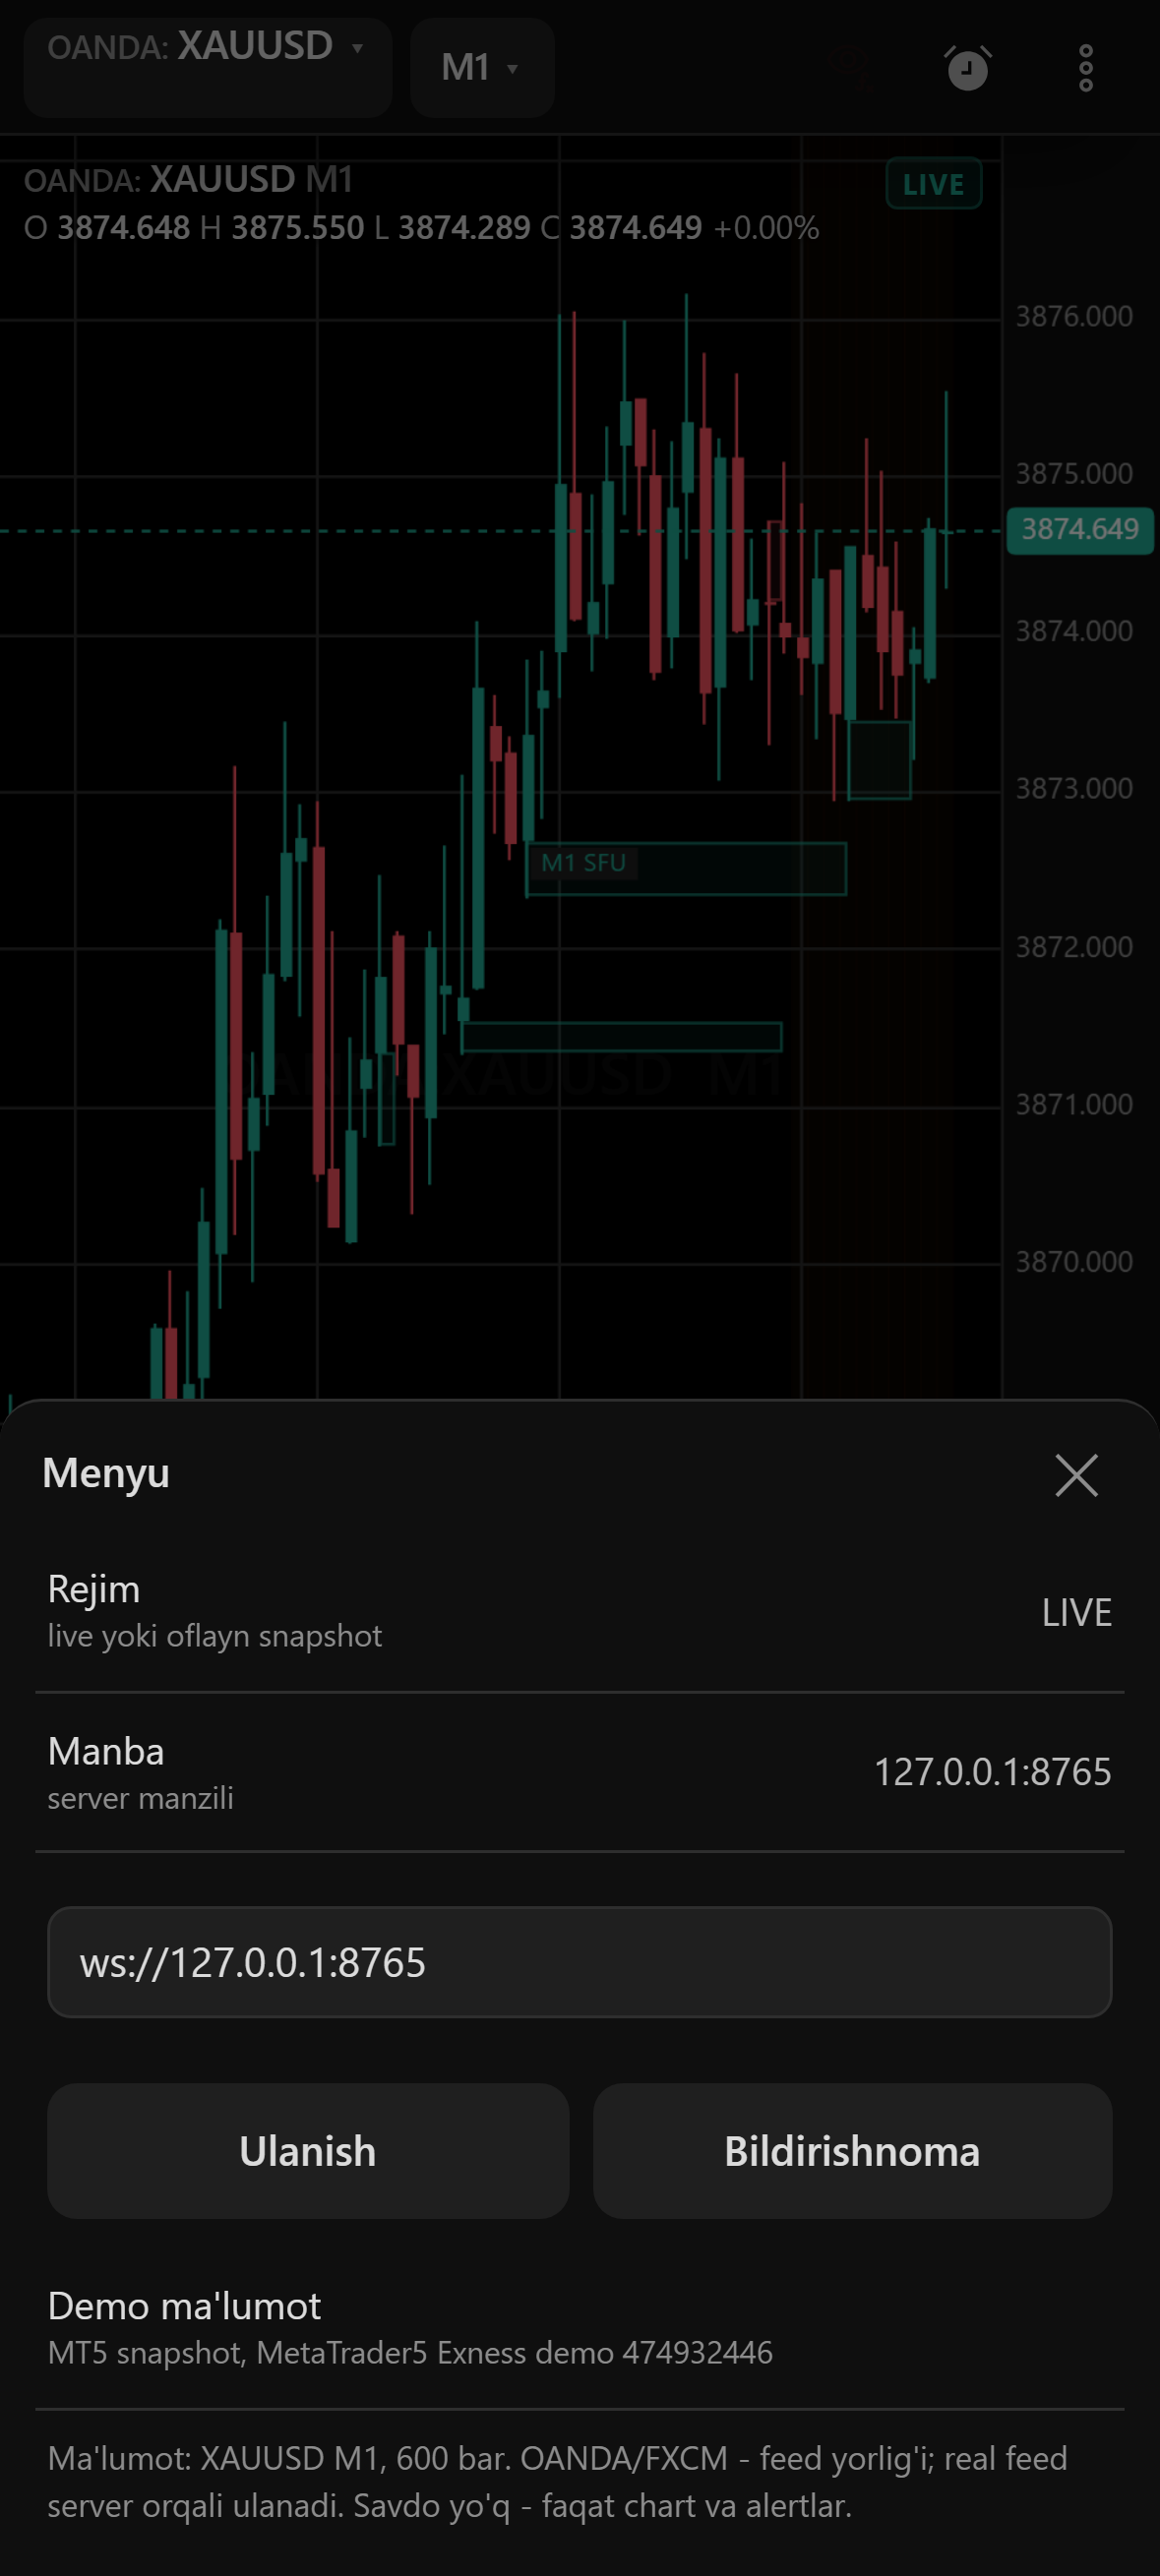 OANDA: XAUUSD ▾ M1 ▾
OANDA: XAUUSD M1 LIVE
O 3874.648 H 3875.550 L 3874.289 C 3874.649 +0.00%
3876.000
3875.000
3874.649
3874.000
3873.000
M1 SFU
3872.000
XAUUSD M1
3871.000
3870.000
Menyu
Rejim
live yoki oflayn snapshot
LIVE
Manba
server manzili
127.0.0.1:8765
ws://127.0.0.1:8765
Ulanish Bildirishnoma
Demo ma'lumot
MT5 snapshot, MetaTrader5 Exness demo 474932446
Ma'lumot: XAUUSD M1, 600 bar. OANDA/FXCM - feed yorlig'i; real feed
server orqali ulanadi. Savdo yo'q - faqat chart va alertlar.